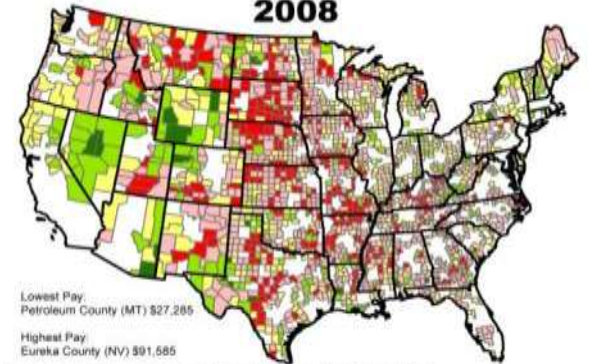 2008
Lowest Pay:
Petroleum County (MT) $27,285
Highest Pay:
Eureka County (NV) $91,585